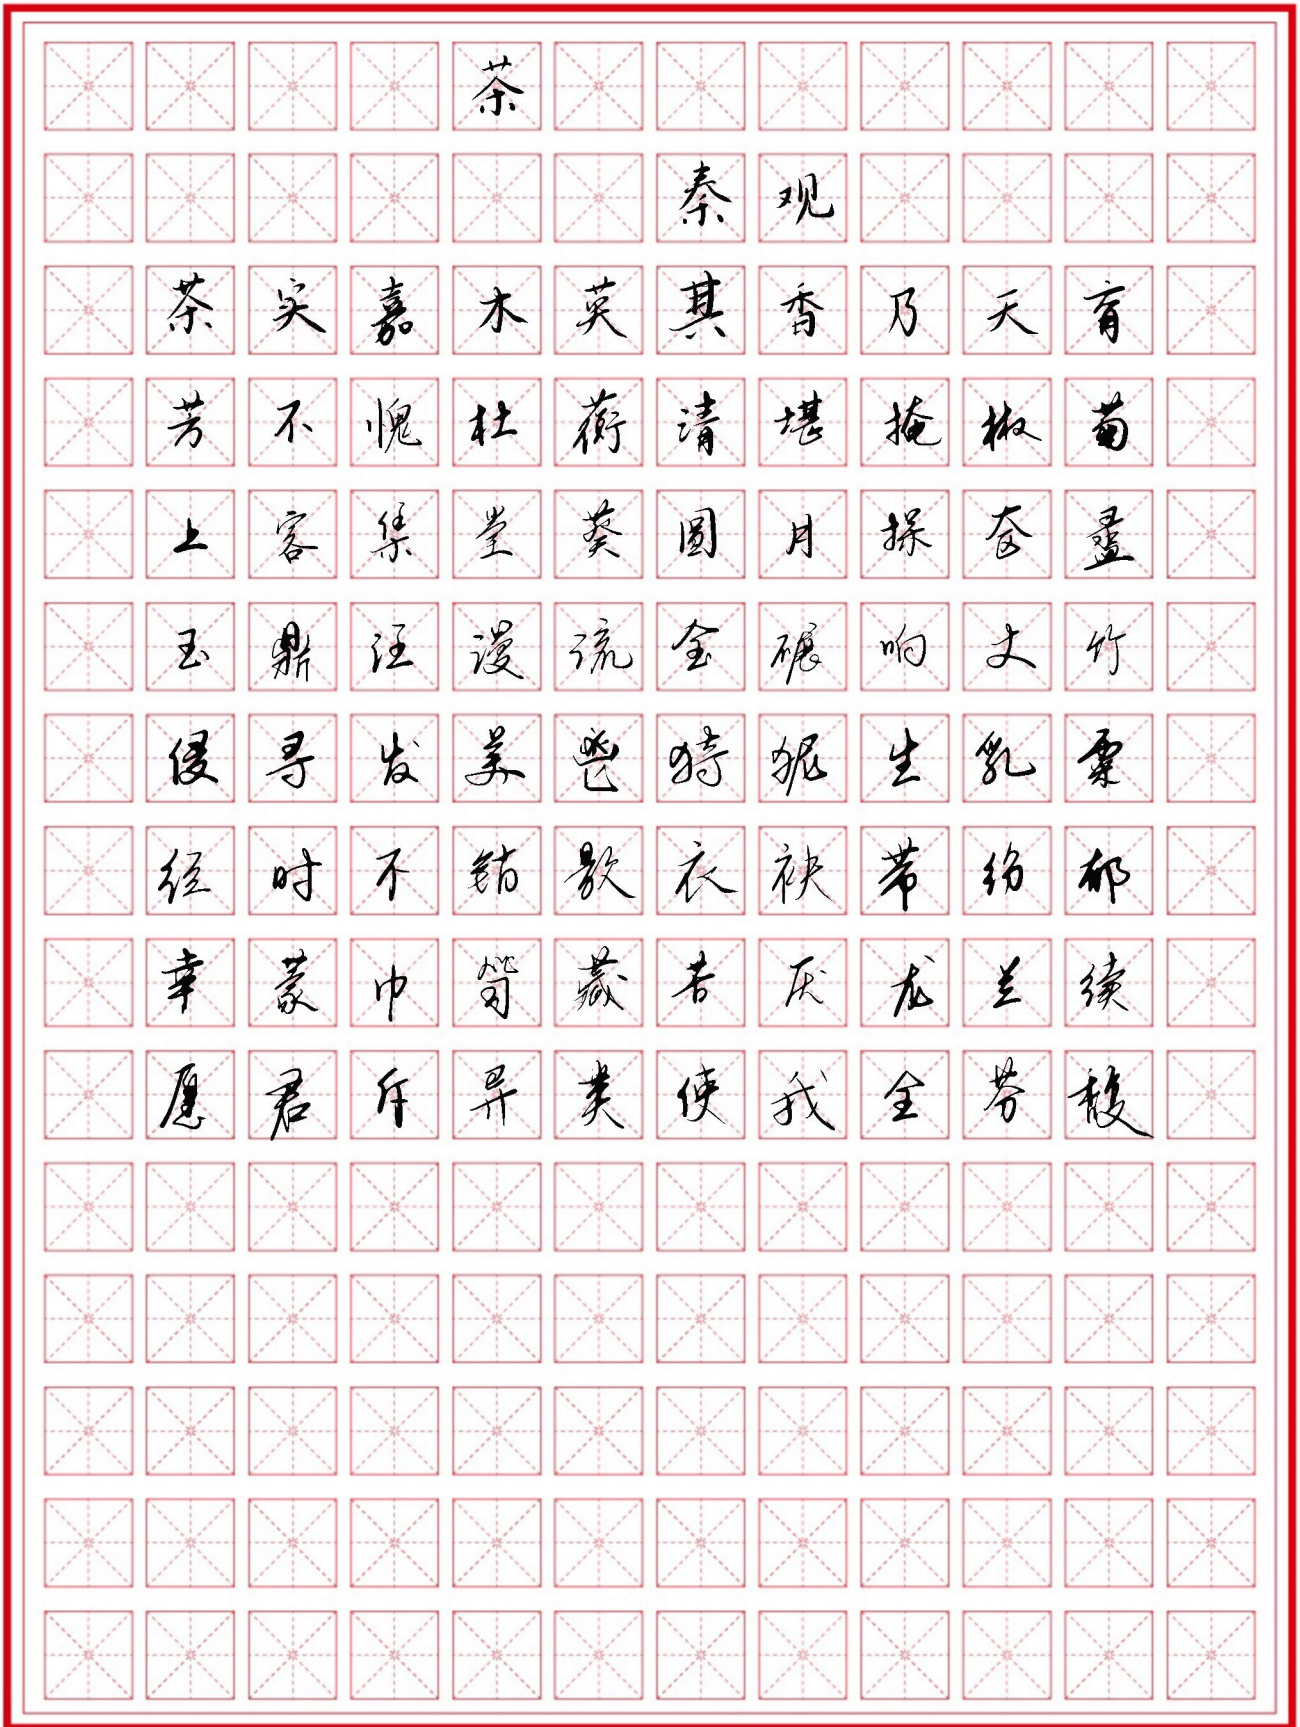 茶
秦观
茶实嘉木英其香乃天育
芳不愧杜蘅清堪掩椒菊
上客集堂葵圆月探奁盝
玉鼎注漫流金碾响丈竹
侵寻发美鬯猗狔生乳粟
经时不销歇衣袂带纷郁
幸蒙巾笥藏苦厌龙兰续
愿君斥异类使我全芬馥